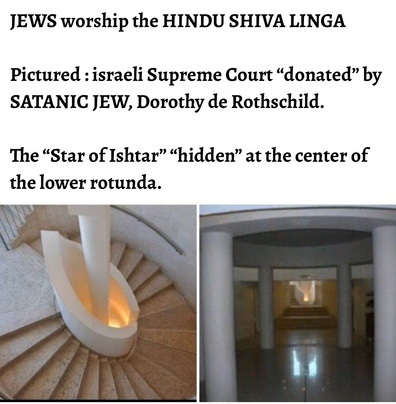 JEWS worship the HINDU SHIVA LINGA
Pictured : israeli Supreme Court “donated” by
SATANIC JEW, Dorothy de Rothschild.
The “Star of Ishtar” “hidden” at the center of
the lower rotunda.